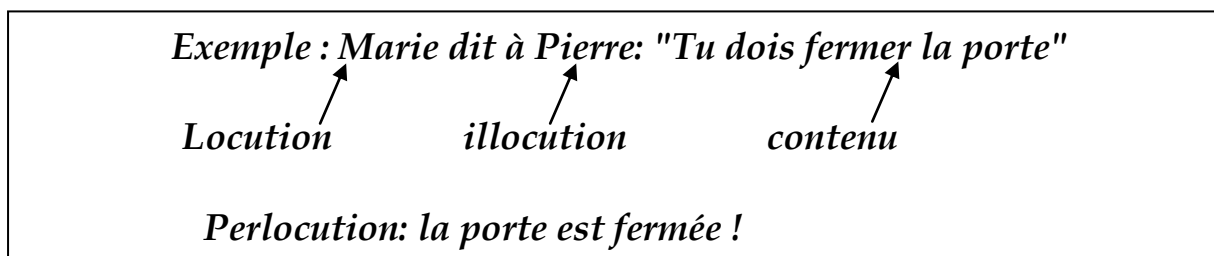 Exemple : Marie dit à Pierre: "Tu dois fermer la porte"
Locution illocution contenu
Perlocution: la porte est fermée !